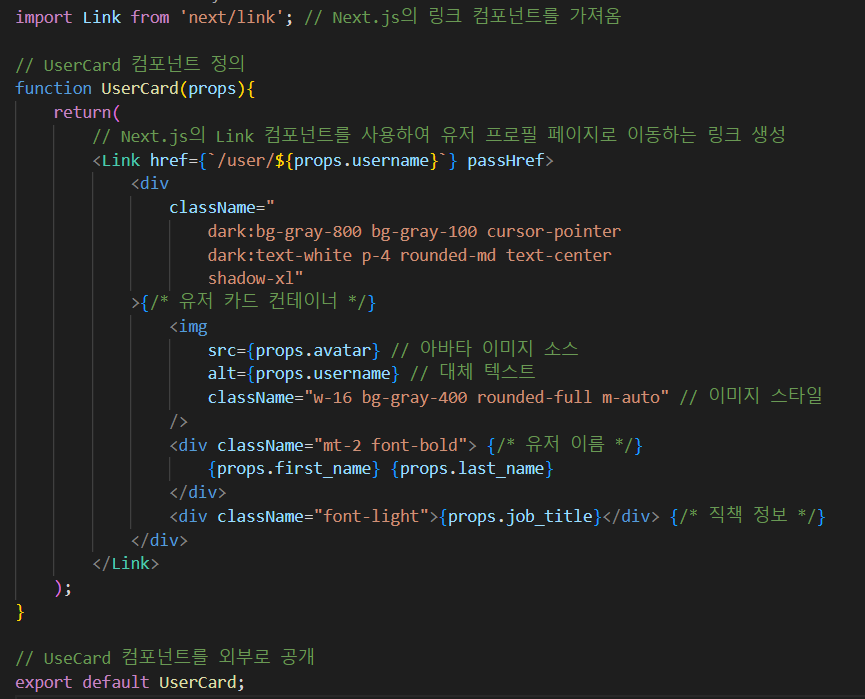 import Link from 'next/link'; // Next.js의 링크 컴포넌트를 가져옴
// UserCard 컴포넌트 정의
function UserCard(props){
return(
// Next.js의 Link 컴포넌트를 사용하여 유저 프로필 페이지로 이동하는 링크 생성
<Link href={`/user/${props.username}`} passHref>
<div
className="
dark:bg-gray-800 bg-gray-100 cursor-pointer
dark:text-white p-4 rounded-md text-center
shadow-xl"
>{/* 유저 카드 컨테이너 */}
<img
src={props.avatar} // 아바타 이미지 소스
alt={props.username} // 대체 텍스트
className="w-16 bg-gray-400 rounded-full m-auto" // 이미지 스타일
/>
<div className="mt-2 font-bold"> {/* 유저 이름 */}
{props.first_name} {props.last_name}
</div>
<div className="font-light">{props.job_title}</div> {/* 직책 정보 */}
</div>
</Link>
);
}
// UseCard 컴포넌트를 외부로 공개
export default UserCard;